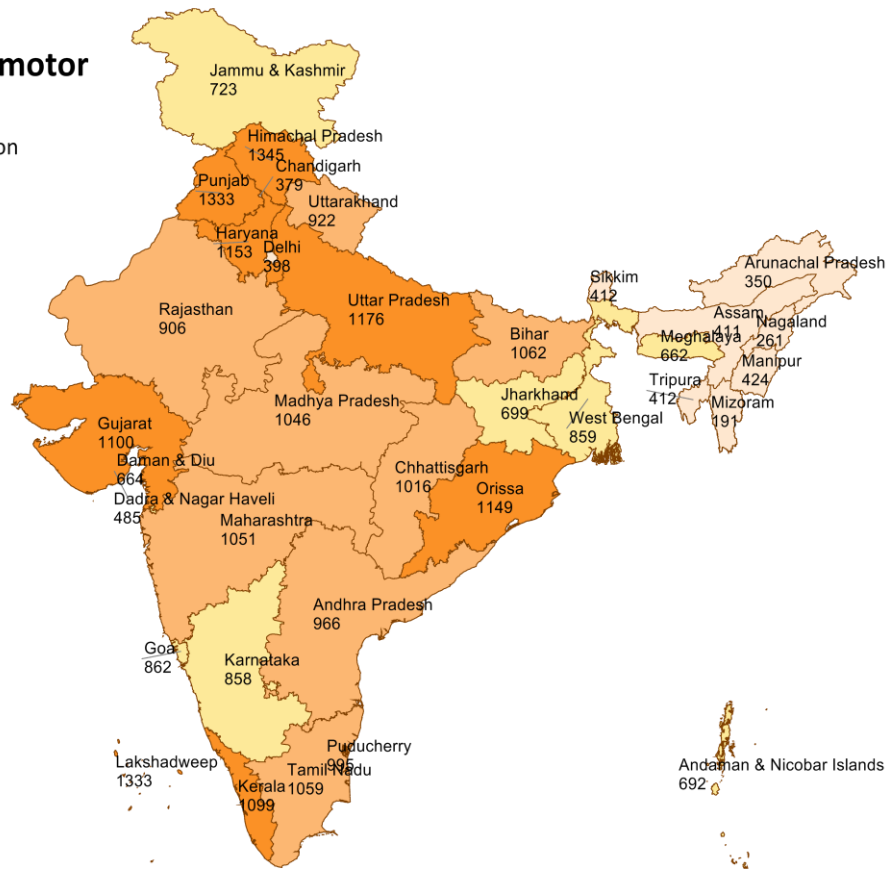 motor
on
Jammu & Kashmir
723
Himachal Pradesh
1345
Chandigarh
379
Punjab
1333
Uttarakhand
922
Haryana
1153
Delhi
398
Rajasthan
906
Uttar Pradesh
1176
Bihar
1062
Sikkim
412
Arunachal Pradesh
350
Assam
411
Nagaland
261
Meghalaya
662
Manipur
424
Tripura
412
Mizoram
191
Jharkhand
699
West Bengal
859
Madhya Pradesh
1046
Gujarat
1100
Daman & Diu
664
Dadra & Nagar Haveli
485
Chhattisgarh
1016
Orissa
1149
Maharashtra
1051
Andhra Pradesh
966
Goa
862
Karnataka
858
Puducherry
995
Lakshadweep
1333
Tamil Nadu
1059
Kerala
1099
Andaman & Nicobar Islands
692